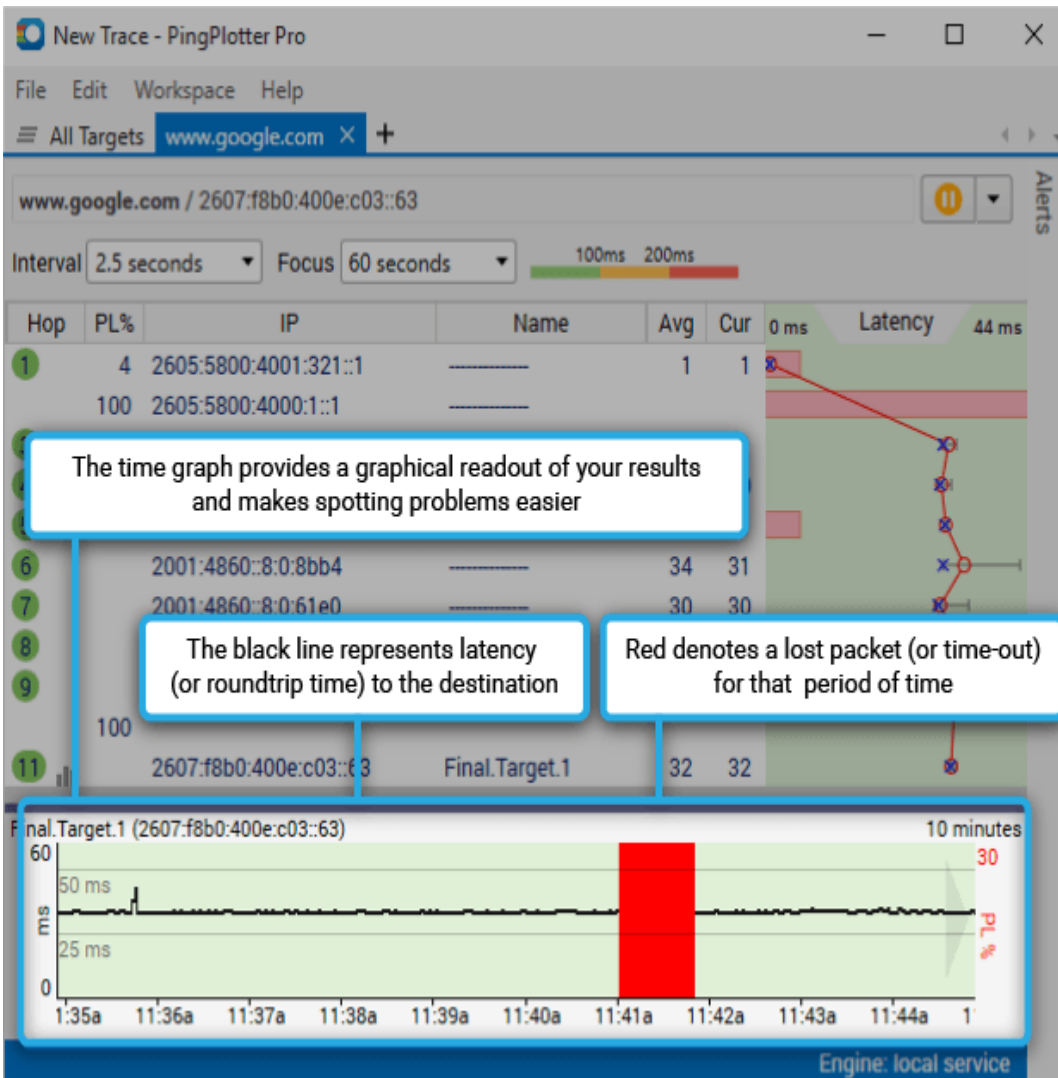 New Trace - PingPlotter Pro
File Edit Workspace Help
All Targets www.google.com × +
www.google.com / 2607:f8b0:400e:c03::63
Alerts
Interval 2.5 seconds Focus 60 seconds 100ms 200ms
Hop PL% IP Name Avg Cur 0 ms Latency 44 ms
1 4 2605:5800:4001:321::1 -------------- 1 1
100 2605:5800:4000:1::1 --------------
The time graph provides a graphical readout of your results
and makes spotting problems easier
6 2001:4860::8:0:8bb4 -------------- 34 31
7 2001:4860::8:0:61e0 -------------- 30 30
8
9
The black line represents latency
(or roundtrip time) to the destination
Red denotes a lost packet (or time-out)
for that period of time
100
11 2607:f8b0:400e:c03::63 Final.Target.1 32 32
Final.Target.1 (2607:f8b0:400e:c03::63) 10 minutes
60 30
50 ms
ms PL %
25 ms
0
1:35a 11:36a 11:37a 11:38a 11:39a 11:40a 11:41a 11:42a 11:43a 11:44a 1
Engine: local service